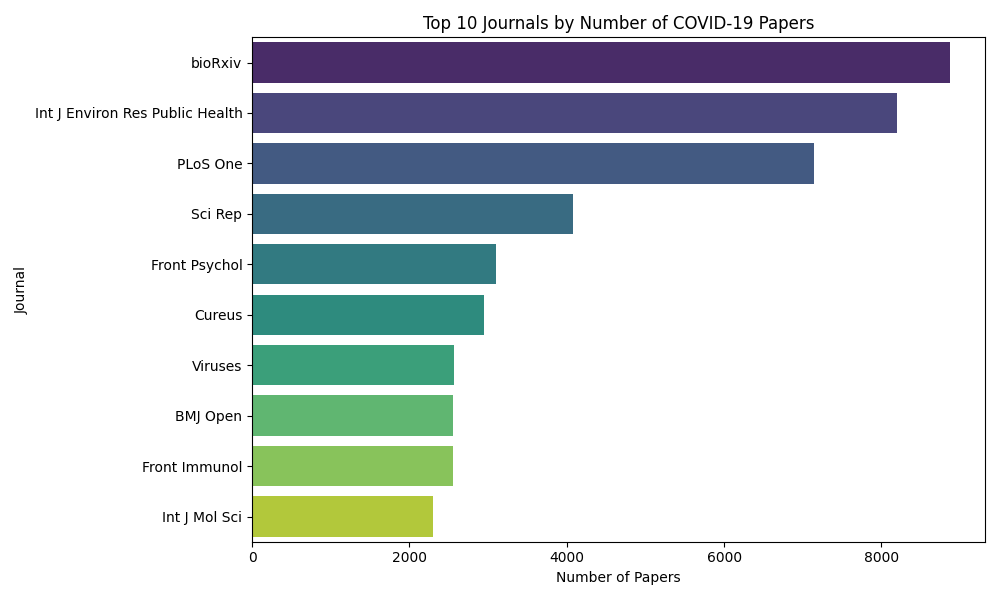 Top 10 Journals by Number of COVID-19 Papers
Journal
bioRxiv
Int J Environ Res Public Health
PLoS One
Sci Rep
Front Psychol
Cureus
Viruses
BMJ Open
Front Immunol
Int J Mol Sci
0 2000 4000 6000 8000
Number of Papers